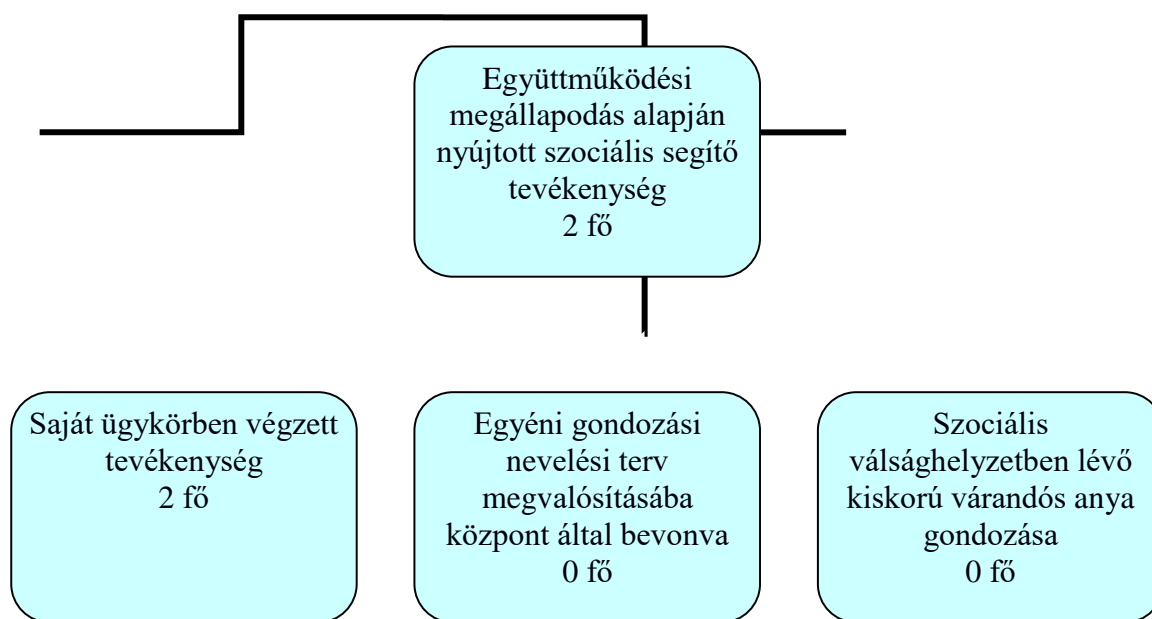 Együttműködési
megállapodás alapján
nyújtott szociális segítő
tevékenység
2 fő
Saját ügykörben végzett
tevékenység
2 fő
Egyéni gondozási
nevelési terv
megvalósításába
központ által bevonva
0 fő
Szociális
válsághelyzetben lévő
kiskorú várandós anya
gondozása
0 fő